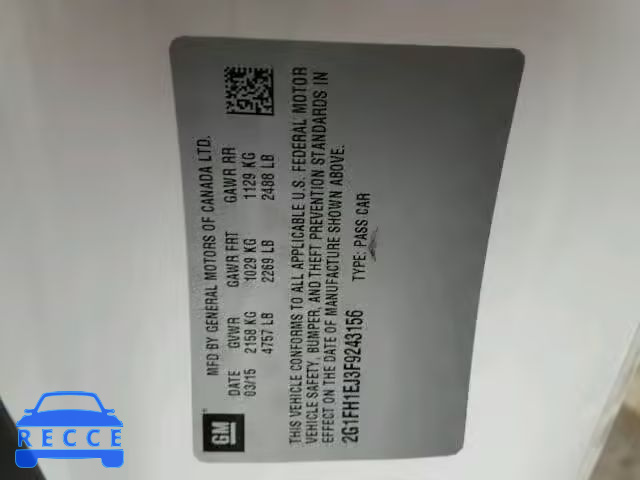 MFD BY GENERAL MOTORS OF CANADA LTD.
DATE GVWR GAWR FRT GAWR RR
03/15 2158 KG 1029 KG 1129 KG
4757 LB 2269 LB 2488 LB
GM
THIS VEHICLE CONFORMS TO ALL APPLICABLE U.S. FEDERAL MOTOR
VEHICLE SAFETY, BUMPER, AND THEFT PREVENTION STANDARDS IN
EFFECT ON THE DATE OF MANUFACTURE SHOWN ABOVE.
2G1FH1EJ3F9243156 TYPE: PASS CAR
SEE
BIDCARS